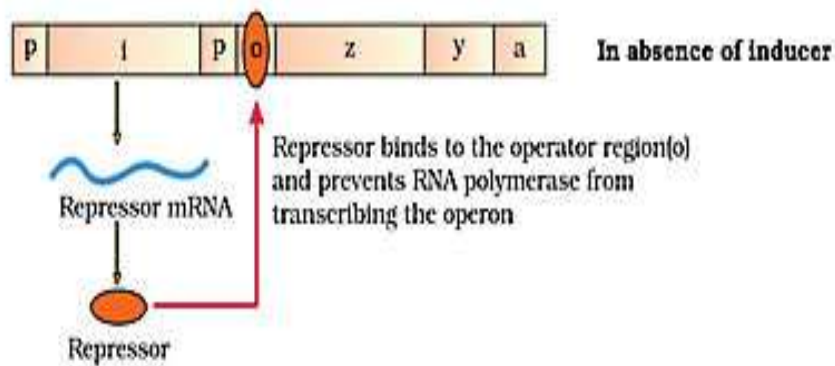 p i p o z y a In absence of inducer
Repressor binds to the operator region(o)
and prevents RNA polymerase from
transcribing the operon
Repressor mRNA
Repressor